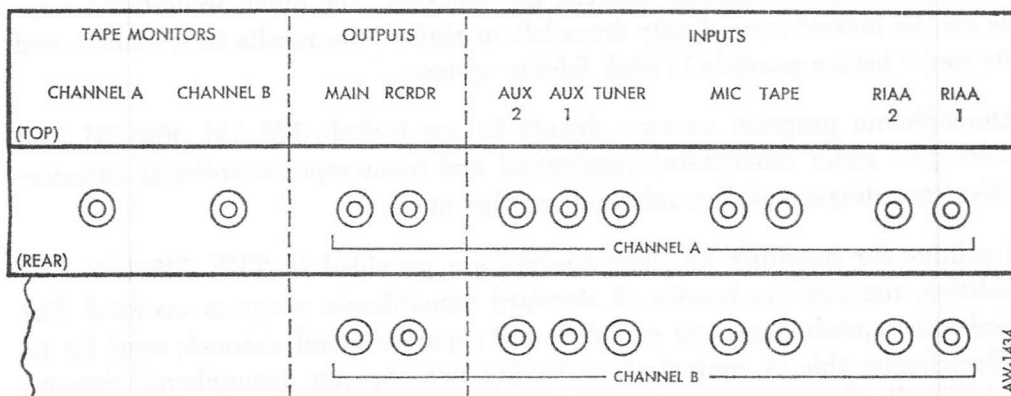 TAPE MONITORS OUTPUTS INPUTS
CHANNEL A CHANNEL B MAIN RCRDR AUX 2 AUX 1 TUNER MIC TAPE RIAA 2 RIAA 1
(TOP)
(REAR)
CHANNEL A
CHANNEL B
AW-1434